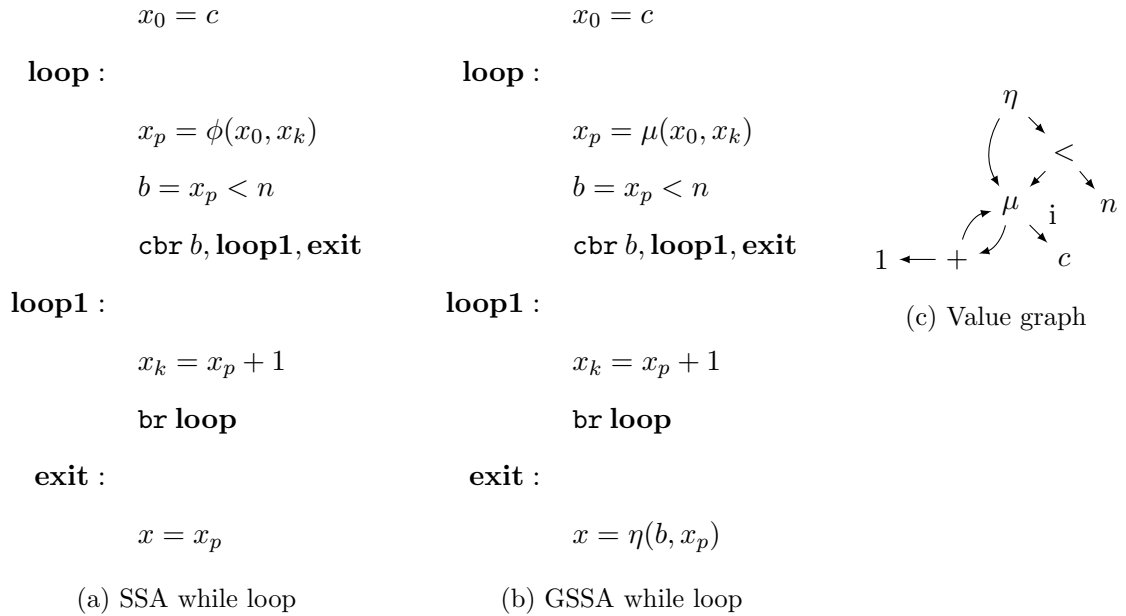 x_0 = c
loop :
x_p = ϕ(x_0, x_k)
b = x_p < n
cbr b, loop1, exit
loop1 :
x_k = x_p + 1
br loop
exit :
x = x_p
(a) SSA while loop
x_0 = c
loop :
x_p = μ(x_0, x_k)
b = x_p < n
cbr b, loop1, exit
loop1 :
x_k = x_p + 1
br loop
exit :
x = η(b, x_p)
(b) GSSA while loop
η
<
μ i n
1 + c
(c) Value graph